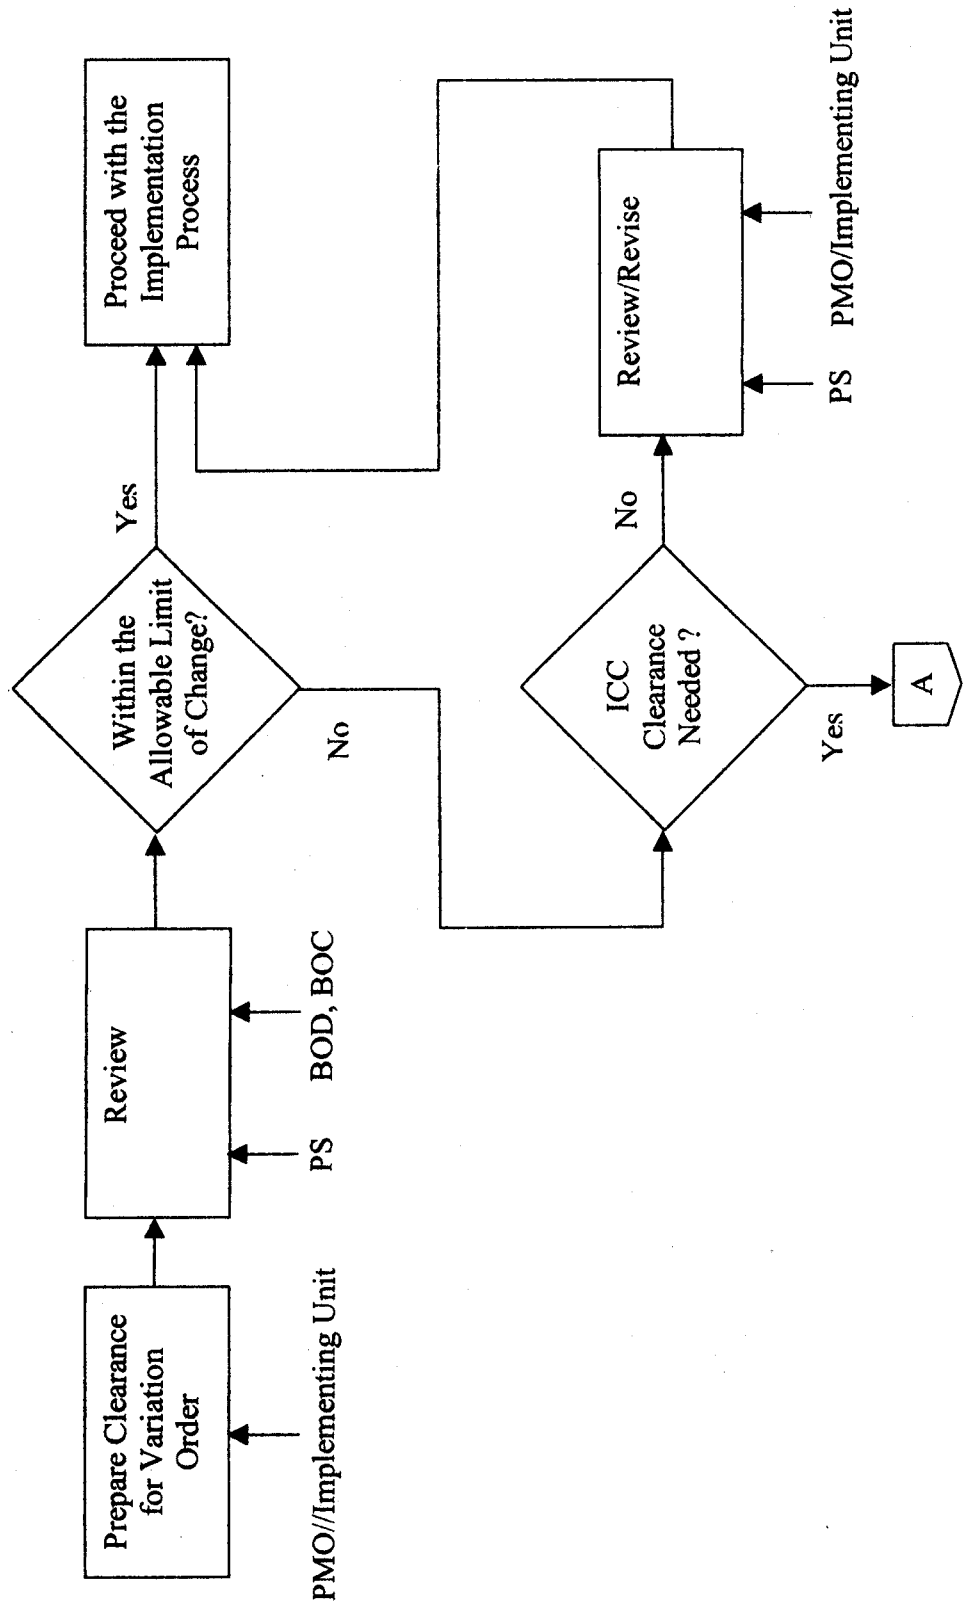 Prepare Clearance
for Variation
Order
PMO//Implementing Unit
Review
PS
BOD, BOC
Within the
Allowable Limit
of Change?
Yes
No
Proceed with the
Implementation
Process
ICC
Clearance
Needed ?
No
Yes
Review/Revise
PS
PMO/Implementing Unit
A